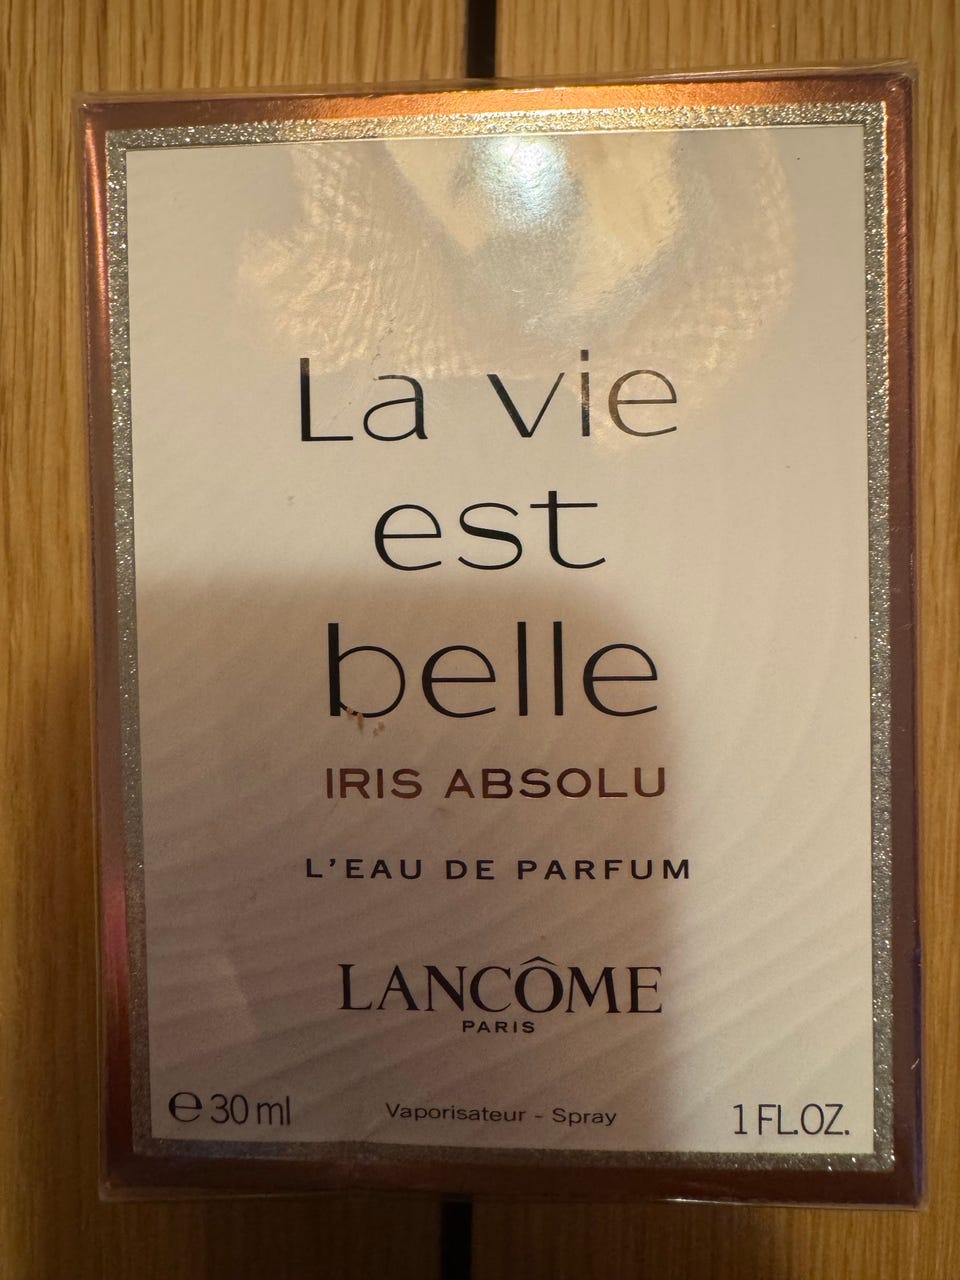 La vie
est
belle
IRIS ABSOLU
L'EAU DE PARFUM
LANCÔME
PARIS
℮ 30 ml Vaporisateur - Spray 1 FL.OZ.